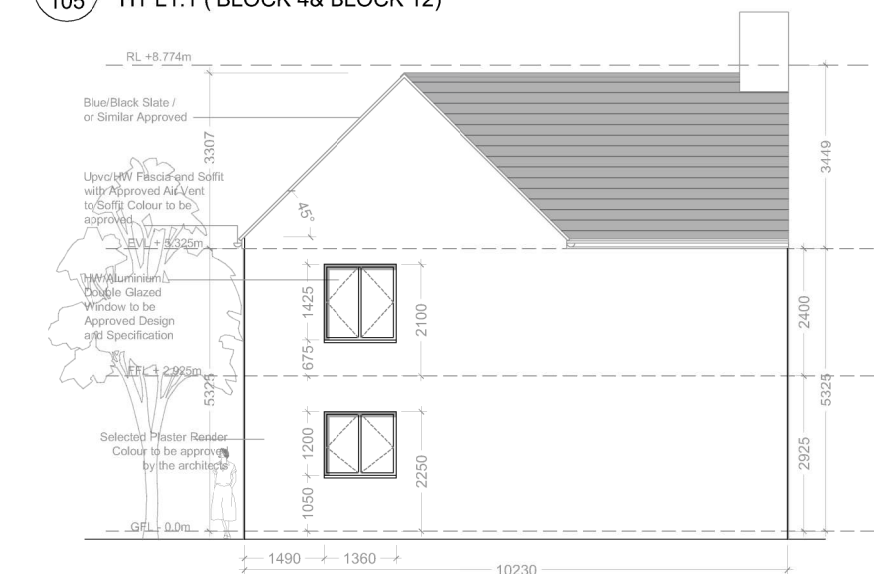 105 HT E1.1 ( BLOCK 4& BLOCK 12)
RL +8.774m
Blue/Black Slate /
or Similar Approved
3307
3449
Upvc/HW Fascia and Soffit
with Approved Air Vent
to Soffit Colour to be
approved
45°
EVL + 5.325m
HW/Aluminium
Double Glazed
Window to be
Approved Design
and Specification
1425
2100
2400
675
FFL + 2.925m
5325
5325
Selected Plaster Render
Colour to be approved
by the architects
1200
2250
2925
1050
GFL - 0.0m
1490
1360
10230